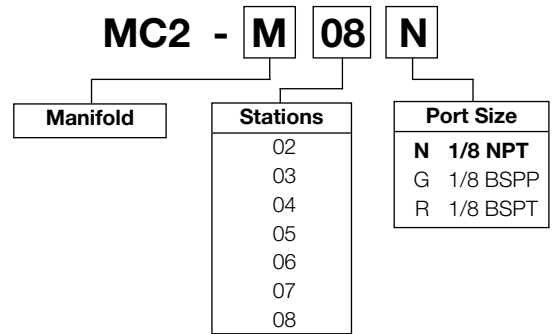 MC2 - M 08 N
Manifold
Stations
02
03
04
05
06
07
08
Port Size
N 1/8 NPT
G 1/8 BSPP
R 1/8 BSPT